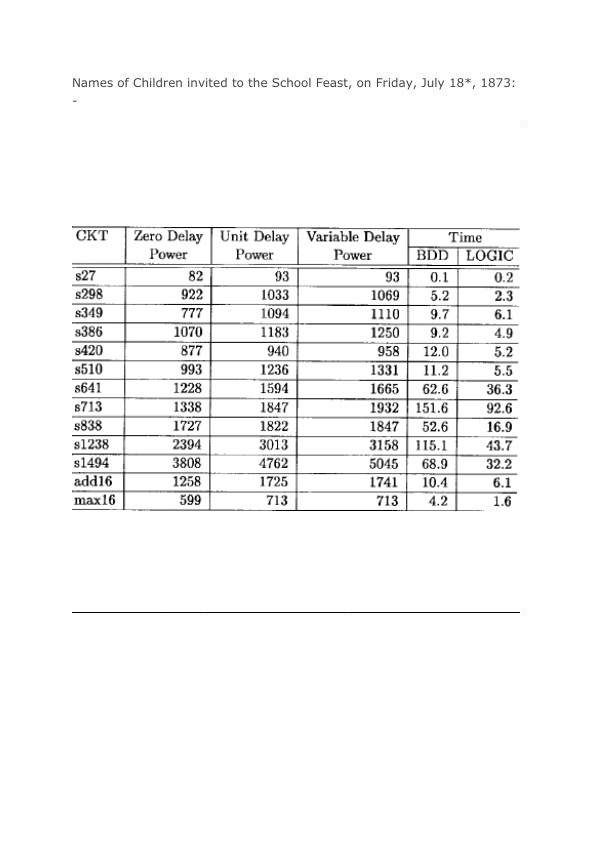 Names of Children invited to the School Feast, on Friday, July 18*, 1873:
-
CKT Zero Delay Unit Delay Variable Delay Time
Power Power Power BDD LOGIC
s27 82 93 93 0.1 0.2
s298 922 1033 1069 5.2 2.3
s349 777 1094 1110 9.7 6.1
s386 1070 1183 1250 9.2 4.9
s420 877 940 958 12.0 5.2
s510 993 1236 1331 11.2 5.5
s641 1228 1594 1665 62.6 36.3
s713 1338 1847 1932 151.6 92.6
s838 1727 1822 1847 52.6 16.9
s1238 2394 3013 3158 115.1 43.7
s1494 3808 4762 5045 68.9 32.2
add16 1258 1725 1741 10.4 6.1
max16 599 713 713 4.2 1.6